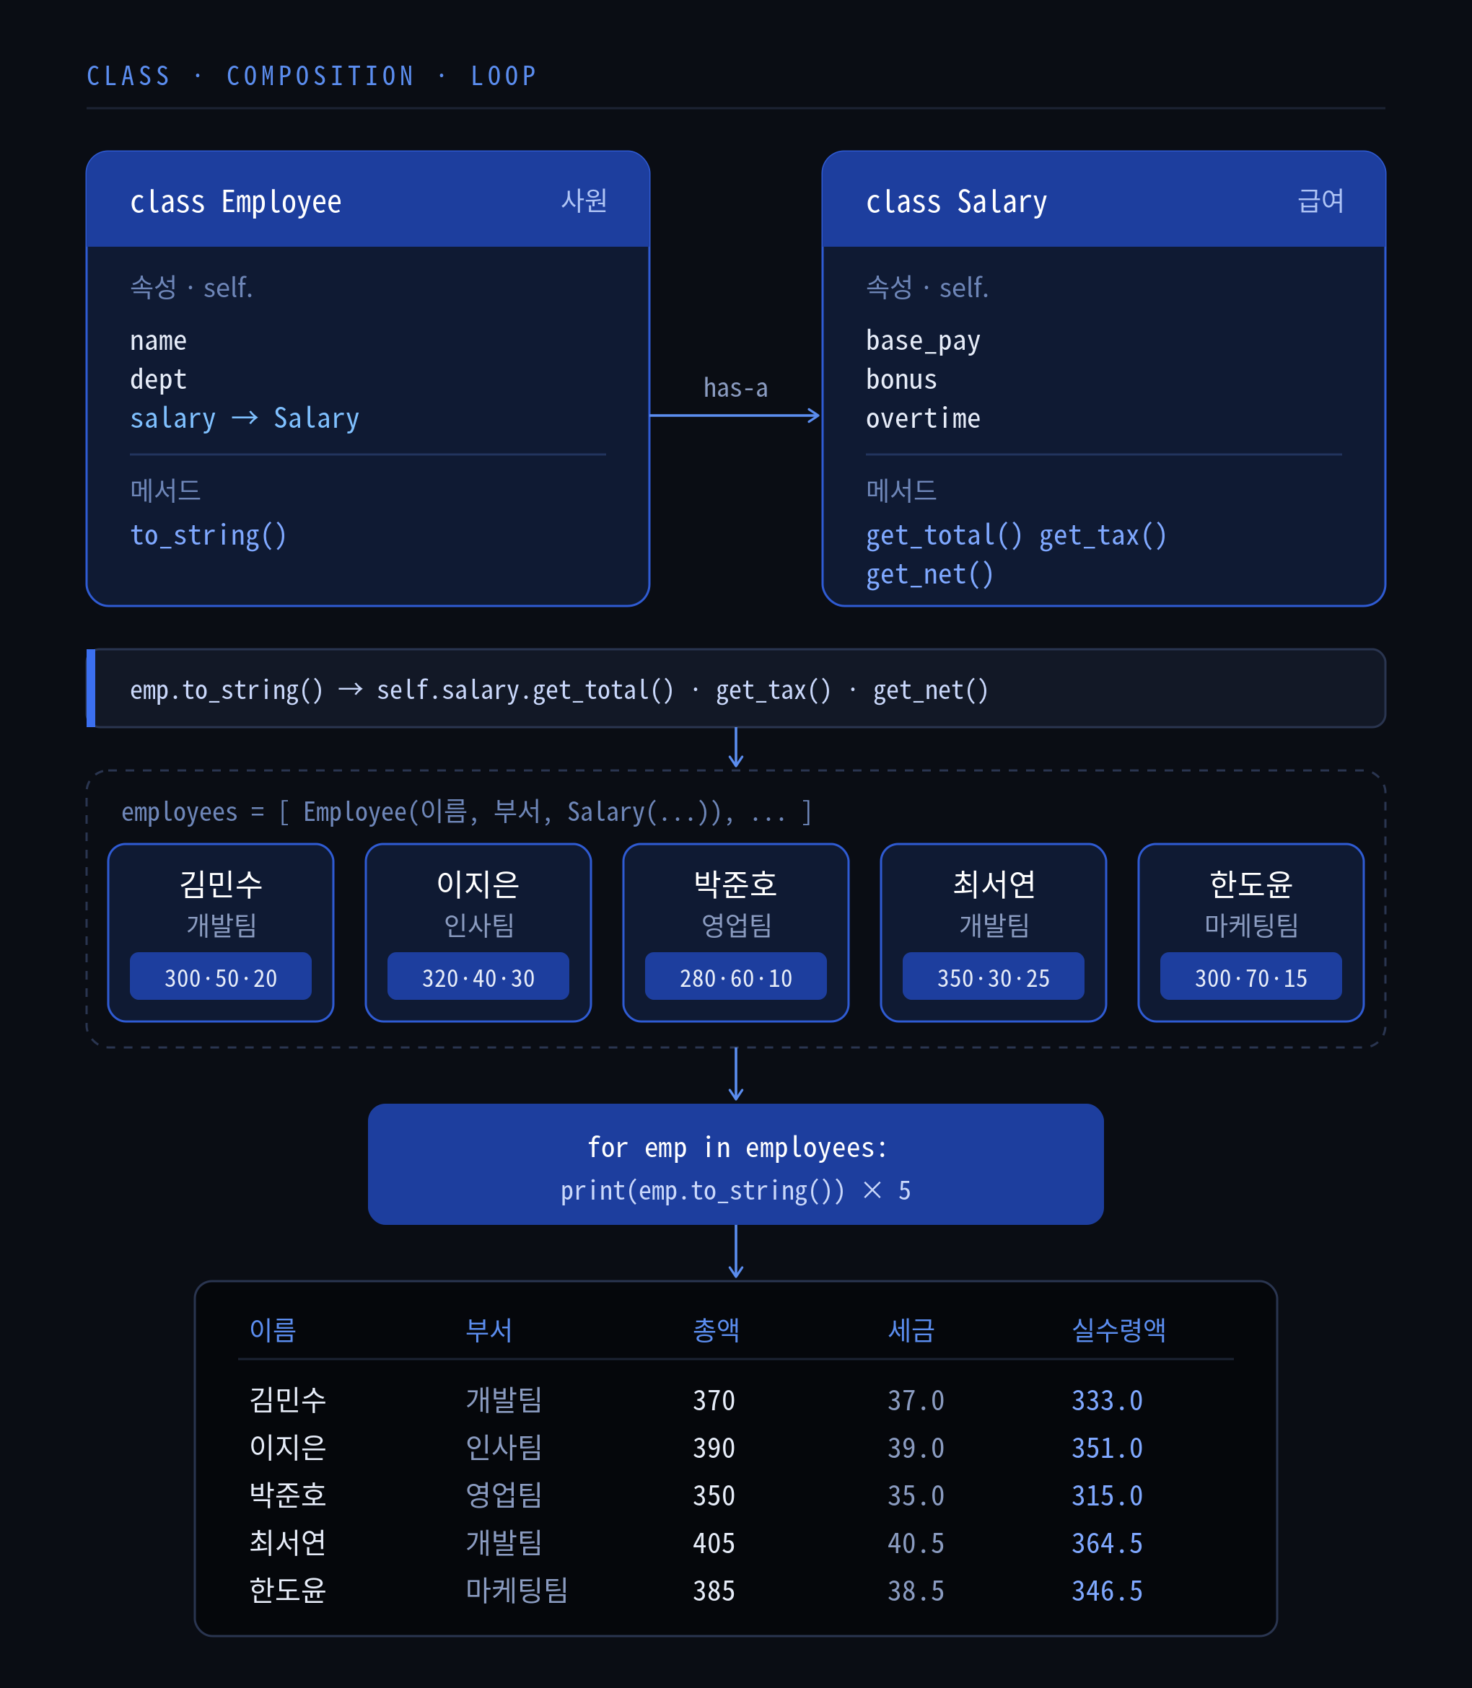 CLASS · COMPOSITION · LOOP
class Employee 사원
속성 · self.
name
dept
salary → Salary
메서드
to_string()
has-a
class Salary 급여
속성 · self.
base_pay
bonus
overtime
메서드
get_total() get_tax()
get_net()
emp.to_string() → self.salary.get_total() · get_tax() · get_net()
employees = [ Employee(이름, 부서, Salary(...)), ... ]
김민수
개발팀
300·50·20
이지은
인사팀
320·40·30
박준호
영업팀
280·60·10
최서연
개발팀
350·30·25
한도윤
마케팅팀
300·70·15
for emp in employees:
print(emp.to_string()) × 5
이름 부서 총액 세금 실수령액
김민수 개발팀 370 37.0 333.0
이지은 인사팀 390 39.0 351.0
박준호 영업팀 350 35.0 315.0
최서연 개발팀 405 40.5 364.5
한도윤 마케팅팀 385 38.5 346.5